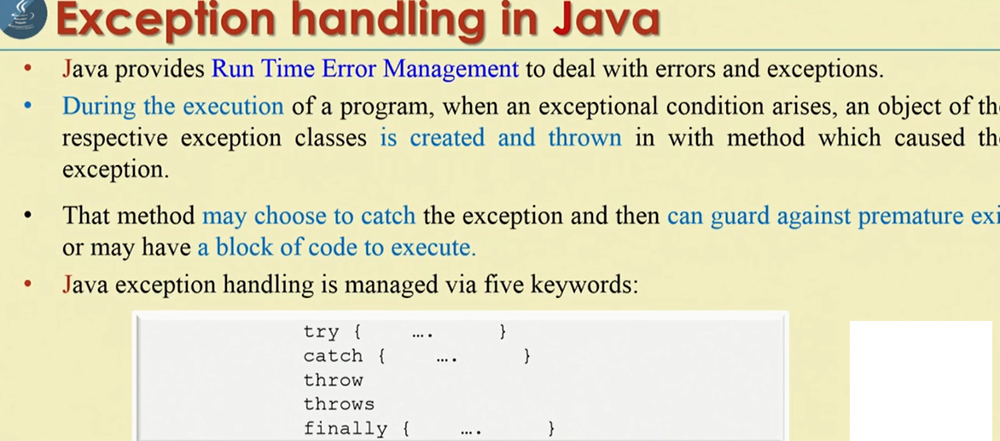 Exception handling in Java
• Java provides Run Time Error Management to deal with errors and exceptions.
• During the execution of a program, when an exceptional condition arises, an object of
respective exception classes is created and thrown in with method which caused
exception.
• That method may choose to catch the exception and then can guard against premature
or may have a block of code to execute.
• Java exception handling is managed via five keywords:
try { .... }
catch { .... }
throw
throws
finally { .... }